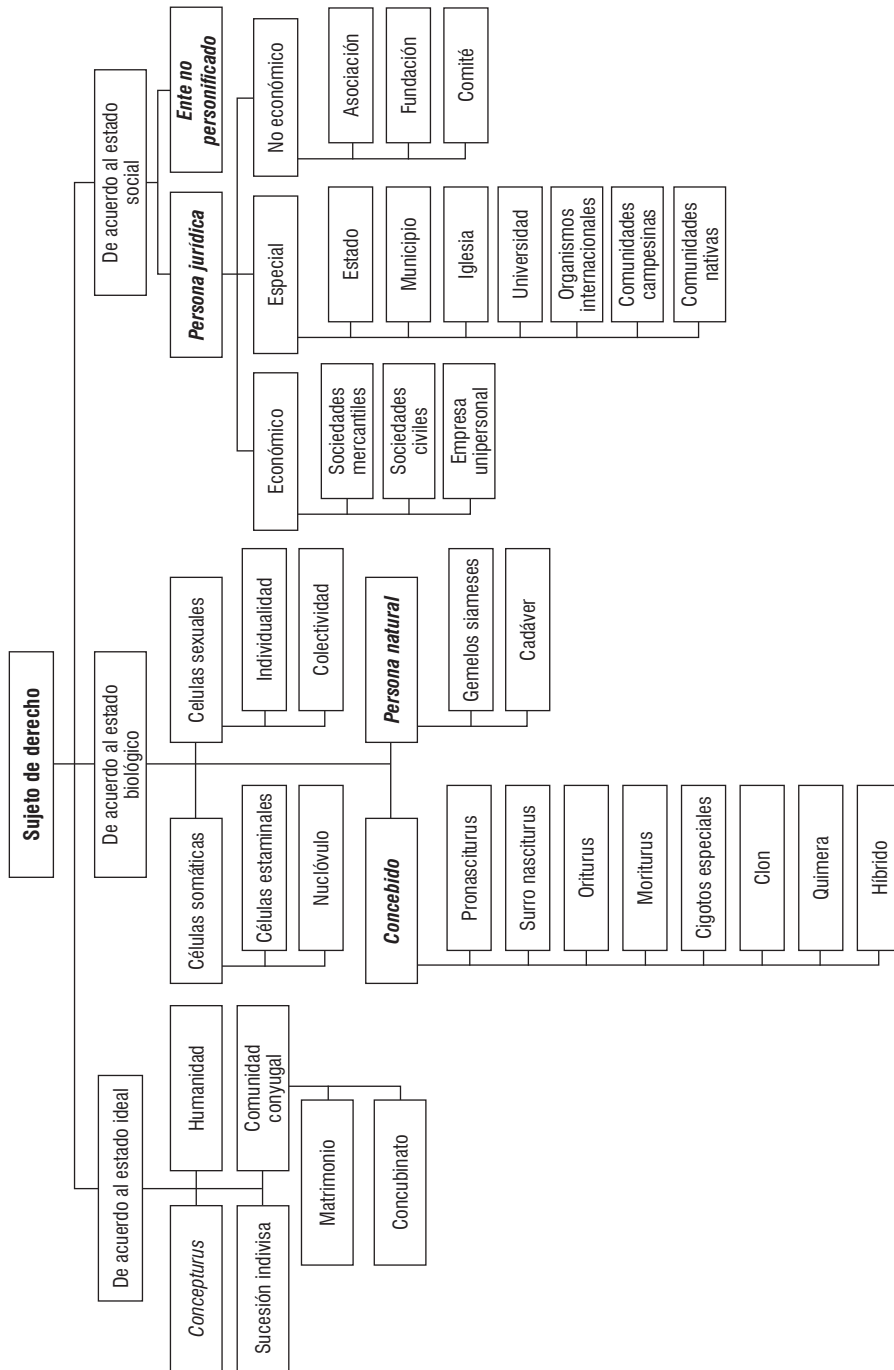 Sujeto de derecho
De acuerdo al estado ideal
Concepturus
Humanidad
Sucesión indivisa
Comunidad
conyugal
Matrimonio
Concubinato
De acuerdo al estado
biológico
Células somáticas
Células estaminales
Nuclóvulo
Celulas sexuales
Individualidad
Colectividad
Concebido
Pronasciturus
Surro nasciturus
Oriturus
Moriturus
Cigotos especiales
Clon
Quimera
Híbrido
Persona natural
Gemelos siameses
Cadáver
De acuerdo al estado
social
Persona jurídica
Ente no
personificado
Económico
Sociedades
mercantiles
Sociedades
civiles
Empresa
unipersonal
Especial
Estado
Municipio
Iglesia
Universidad
Organismos
internacionales
Comunidades
campesinas
Comunidades
nativas
No económico
Asociación
Fundación
Comité